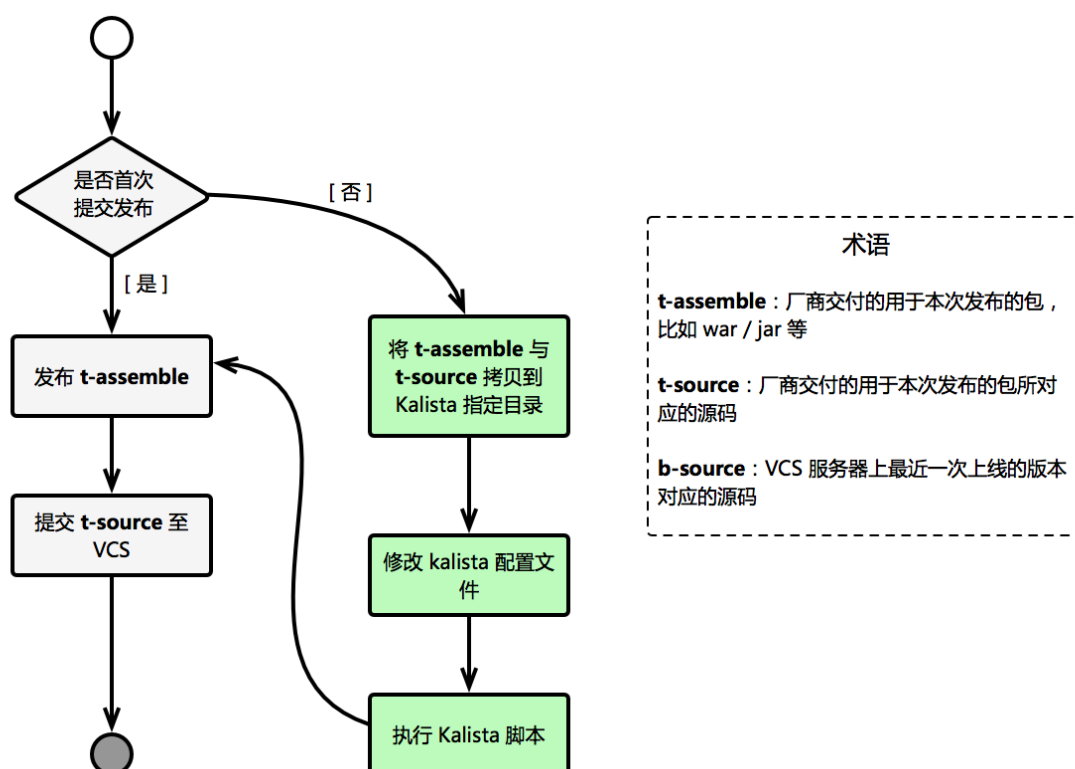 是否首次
提交发布
[ 否 ]
[ 是 ]
发布 t-assemble
提交 t-source 至
VCS
将 t-assemble 与
t-source 拷贝到
Kalista 指定目录
修改 kalista 配置文
件
执行 Kalista 脚本
术语
t-assemble：厂商交付的用于本次发布的包，
比如 war / jar 等
t-source：厂商交付的用于本次发布的包所对
应的源码
b-source：VCS 服务器上最近一次上线的版本
对应的源码